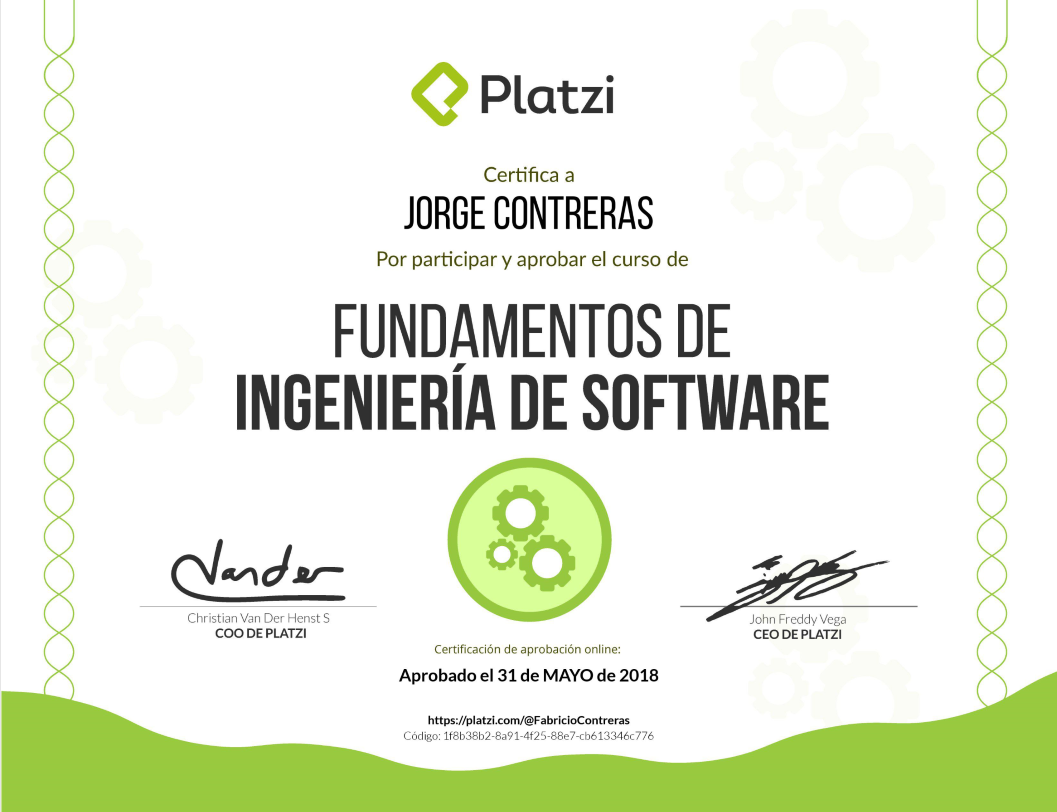 Platzi
Certifica a
JORGE CONTRERAS
Por participar y aprobar el curso de
FUNDAMENTOS DE
INGENIERÍA DE SOFTWARE
Vander
Christian Van Der Henst S
COO DE PLATZI
John Freddy Vega
CEO DE PLATZI
Certificación de aprobación online:
Aprobado el 31 de MAYO de 2018
https://platzi.com/@FabricioContreras
Código: 1f8b38b2-8a91-4f25-88e7-cb613346c776